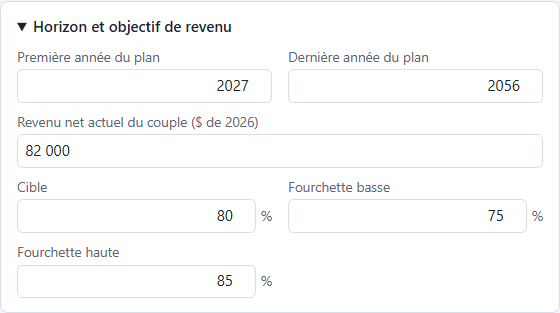 ▼ Horizon et objectif de revenu
Première année du plan Dernière année du plan
2027 2056
Revenu net actuel du couple ($ de 2026)
82 000
Cible Fourchette basse
80 % 75 %
Fourchette haute
85 %